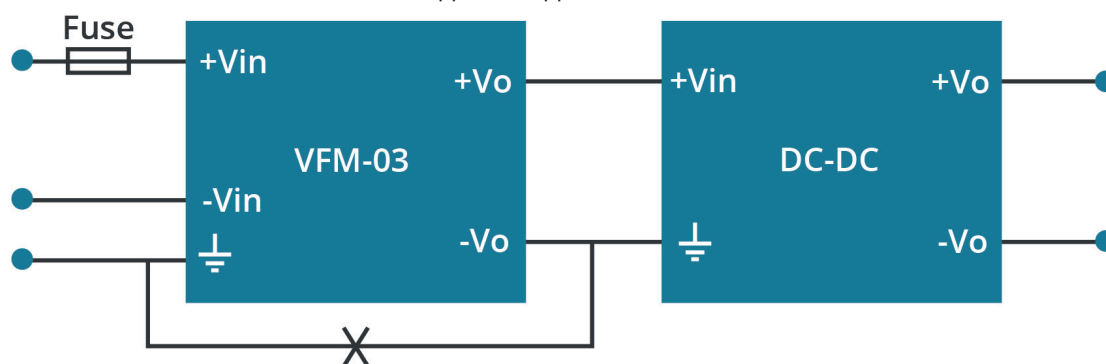 Fuse
+Vin
+Vo
+Vin
+Vo
VFM-03
DC-DC
-Vin
-Vo
-Vo